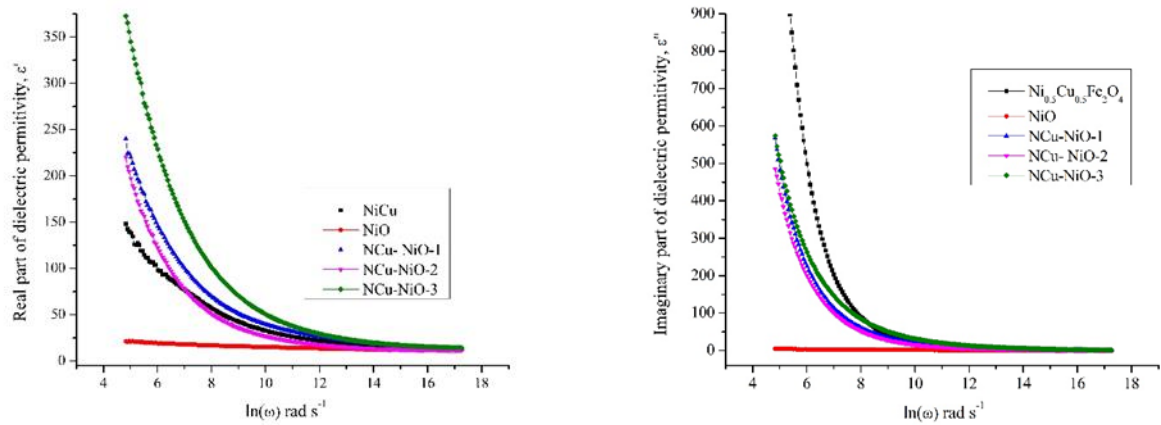 Real part of dielectric permitivity, ε'
350
300
250
200
150
100
50
0
4 6 8 10 12 14 16 18
ln(ω) rad s⁻¹
NiCu
NiO
NCu- NiO-1
NCu-NiO-2
NCu-NiO-3
Imaginary part of dielectric permitivity, ε"
900
800
700
600
500
400
300
200
100
0
4 6 8 10 12 14 16 18
ln(ω) rad s⁻¹
Ni₀.₅Cu₀.₅Fe₂O₄
NiO
NCu-NiO-1
NCu- NiO-2
NCu-NiO-3